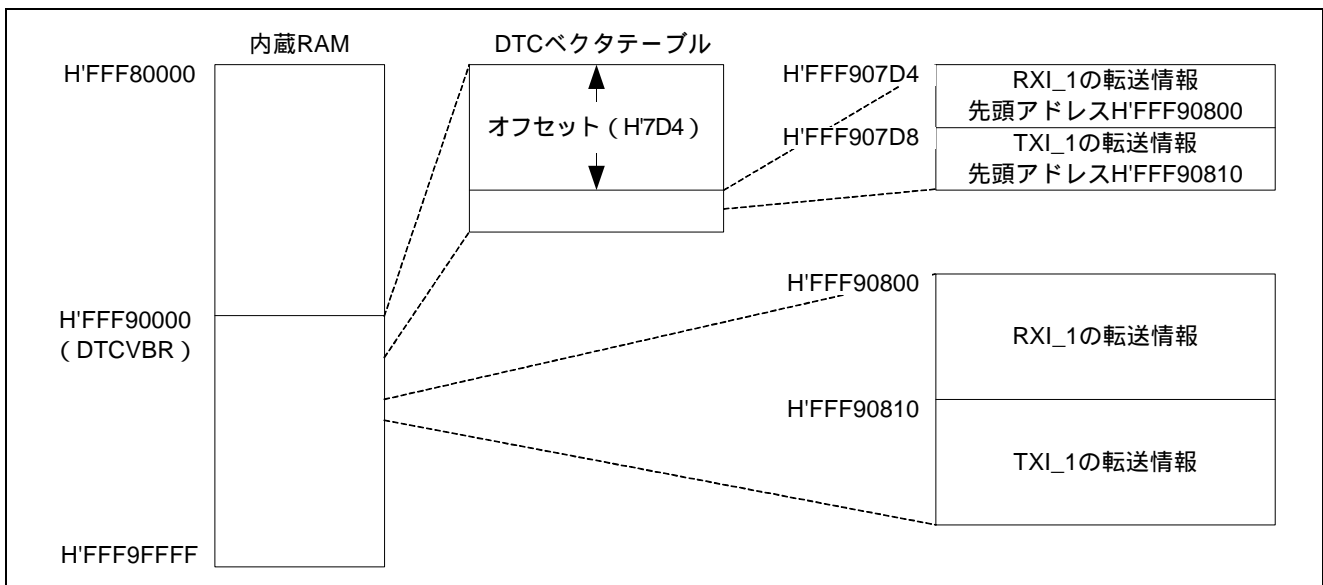 内蔵RAM
H'FFF80000
H'FFF90000
(DTCVBR)
H'FFF9FFFF
DTCベクタテーブル
オフセット(H'7D4)
H'FFF907D4
H'FFF907D8
RXI_1の転送情報
先頭アドレスH'FFF90800
TXI_1の転送情報
先頭アドレスH'FFF90810
H'FFF90800
RXI_1の転送情報
H'FFF90810
TXI_1の転送情報